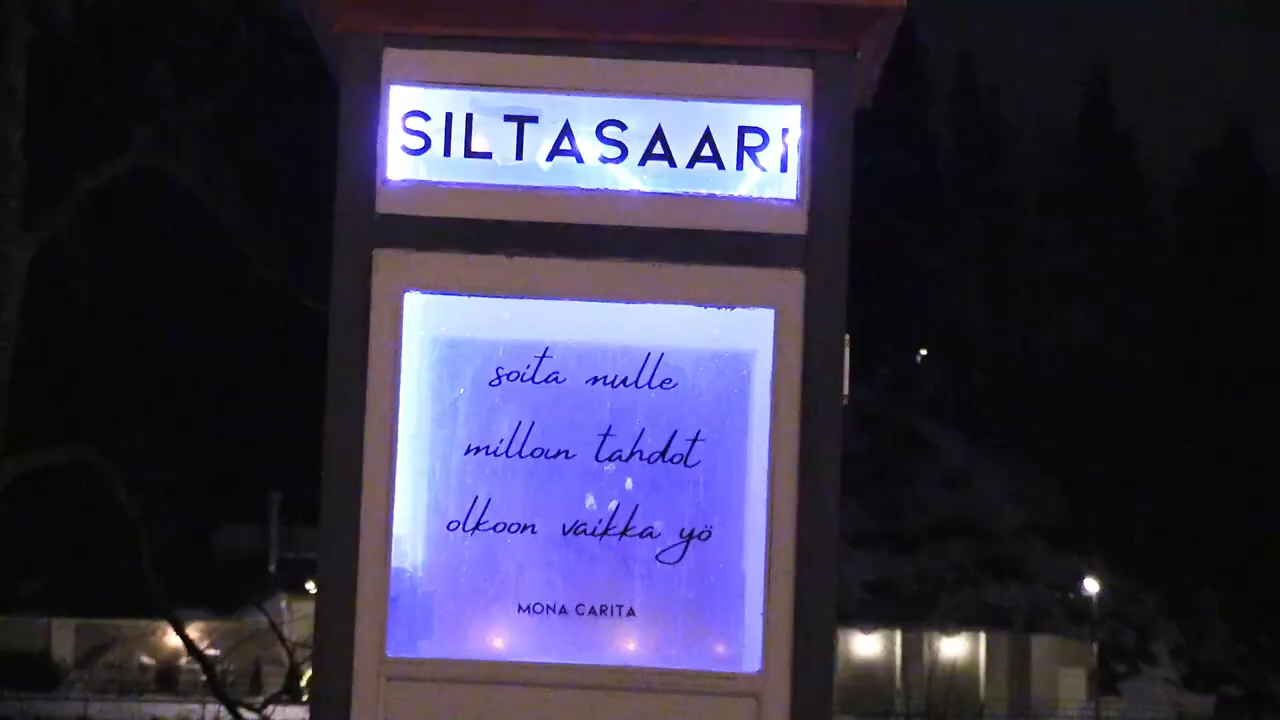 SILTASAARI
soita mulle
milloin tahdot
olkoon vaikka yö
MONA CARITA